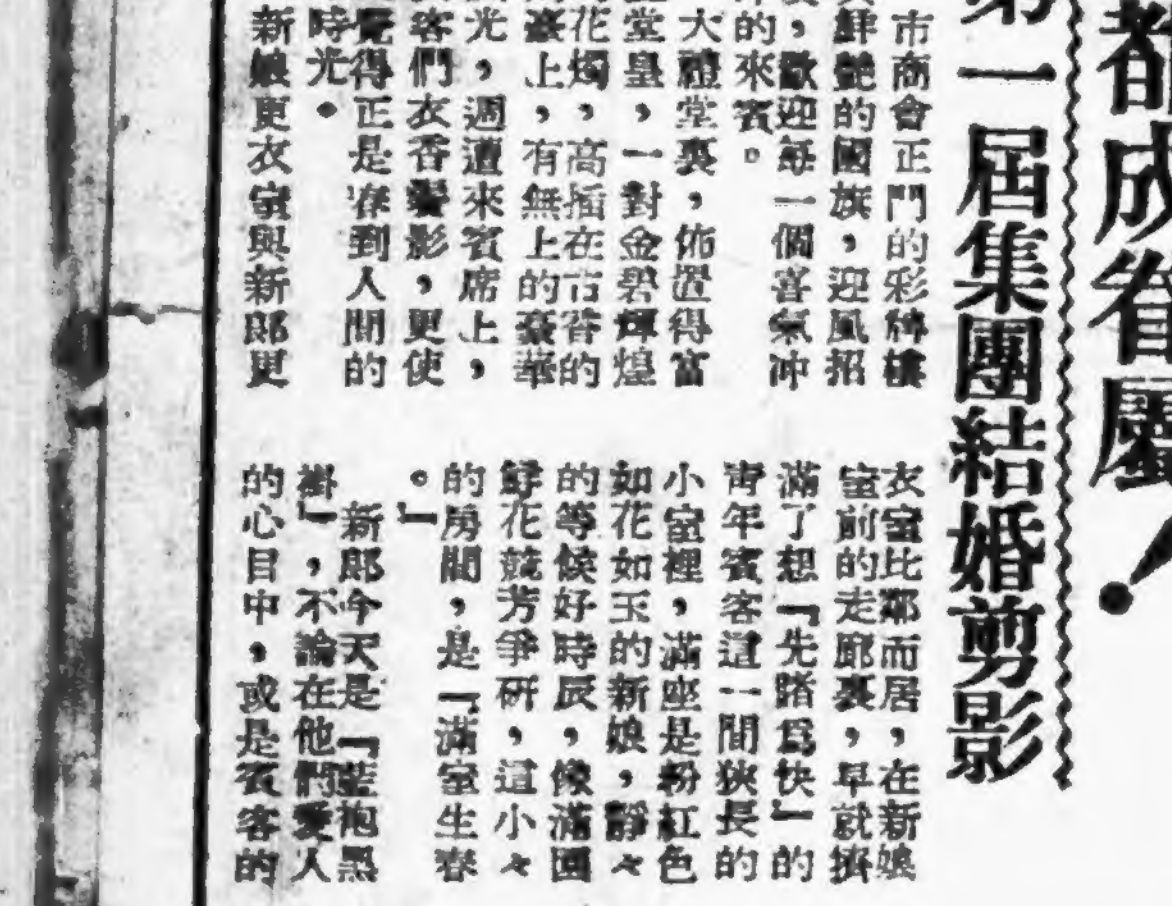 都成眷屬！
第一屆集團結婚剪影
市商會正門的彩牌樓
鮮艷的國旗，迎風招
，歡迎每一個喜氣沖
的來賓。
大禮堂裏，佈置得富
堂皇，一對金碧輝煌
花燭，高插在古答的
臺上，有無上的豪華
光，週遭來賓席上，
客們衣香鬢影，更使
覺得正是春到人間的
時光。
新娘更衣室與新郎更
衣室比鄰而居，在新娘
室前的走廊裏，早就擠
滿了想『先睹爲快』的
靑年賓客這一間狹長的
小室裡，滿座是粉紅色
如花如玉的新娘，靜々
的等候好時辰，像滿園
鮮花競芳爭研，這小々
的房間，是『滿室生春
』。
新郎今天是『藍袍黑
褂』，不論在他們愛人
的心目中，或是賓客的